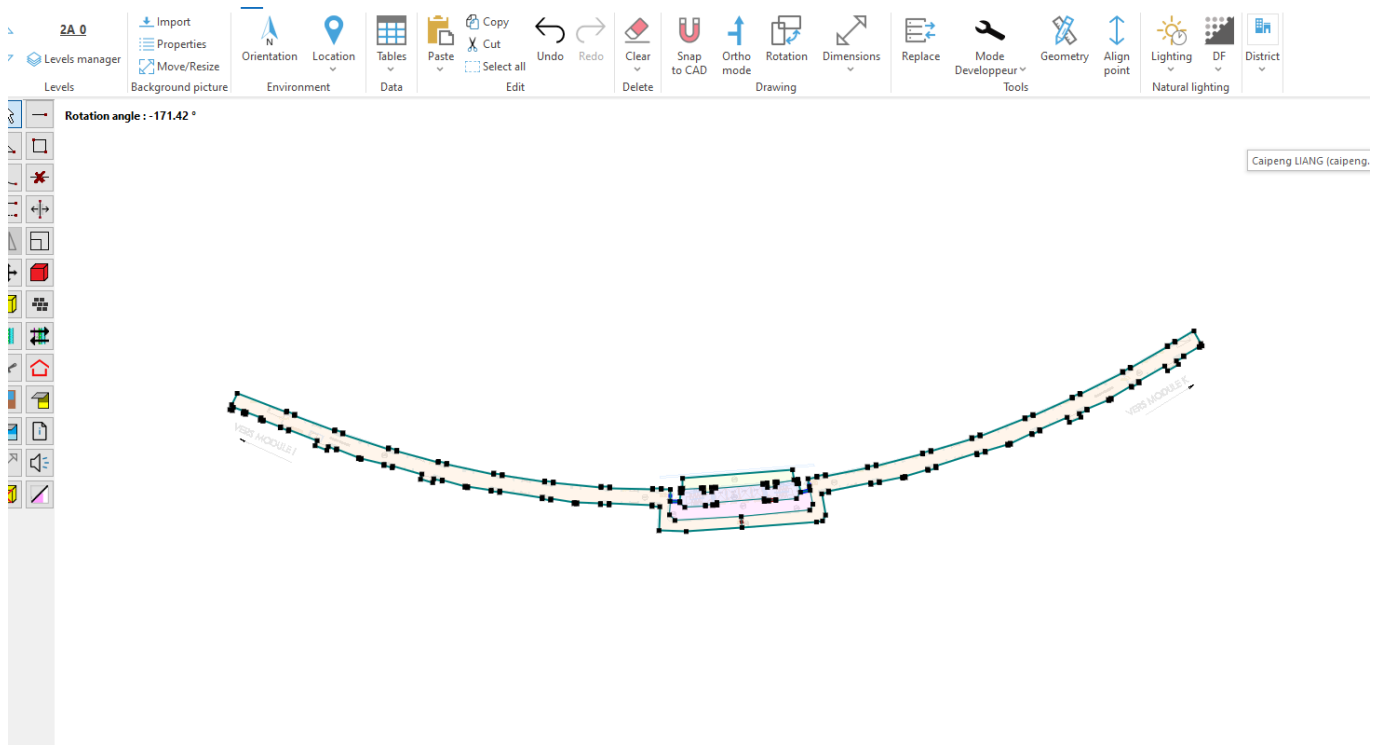 2A 0
Levels manager
Levels
Import
Properties
Move/Resize
Background picture
Orientation
Location
Environment
Tables
Data
Paste
Copy
Cut
Select all
Undo
Redo
Edit
Clear
Delete
Snap
to CAD
Ortho
mode
Rotation
Dimensions
Drawing
Replace
Mode
Developpeur
Geometry
Align
point
Tools
Lighting
DF
Natural lighting
District
Rotation angle : -171.42 °
Caipeng LIANG (caipeng.
VERS MODULE I
VERS MODULE K